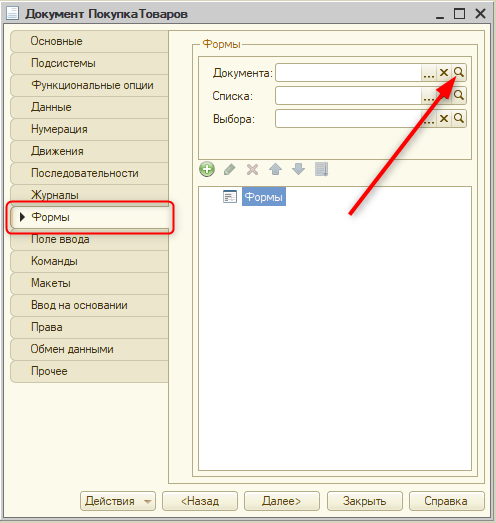 Документ ПокупкаТоваров
Основные
Подсистемы
Функциональные опции
Данные
Нумерация
Движения
Последовательности
Журналы
Формы
Поле ввода
Команды
Макеты
Ввод на основании
Права
Обмен данными
Прочее
Формы
Документа:
Списка:
Выбора:
Формы
Действия
<Назад
Далее>
Закрыть
Справка